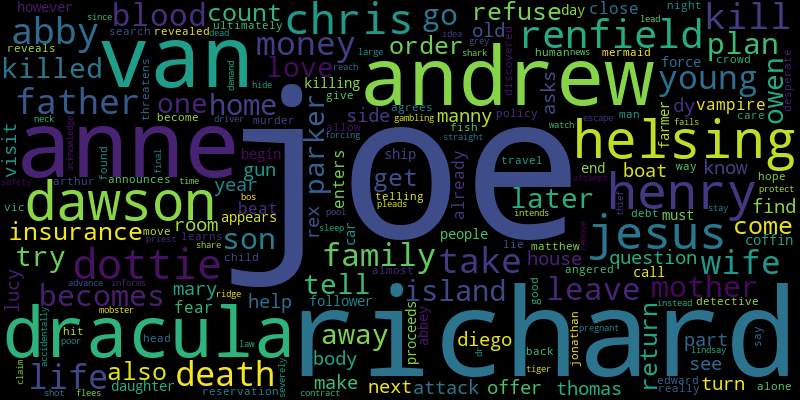 however since reveals search revealed ultimately dead
blood count chris go refuse day close night lead kill
abby order old reach idea large grey shark
van money andrew discovered human news mermaid renfield plan
killed threatens love killing give demand hide force crowd young owen desperate
father one home driver murder side manny asks policy fish dy vampire
visit neck become agrees gambling man farmer fails care
anne acknowledge allow straight watch escape helsing
joe forcing ship get already travel end boat way know
arthur found announces final time begin gun rex parker enters telling pleads later henry hope protect
dawson year beat appears intends find
vic room bos pool people debt must thief stay coffin
insurance move learns son sleep car lie matthew jesus come
try priest share child family almost take house angered question call wife
dottie tell island leave mother
lucy becomes mary ridge follower informs advance fear help proceeds abbey good instead detective
dracula richard
mobster accidentally law away diego dr jonathan pregnant return part say lindsay
hit poor head body back tiger see
claim life also death severely make next attack offer thomas edward really turn alone
shot flees daughter reservation contract
safety remove attempt